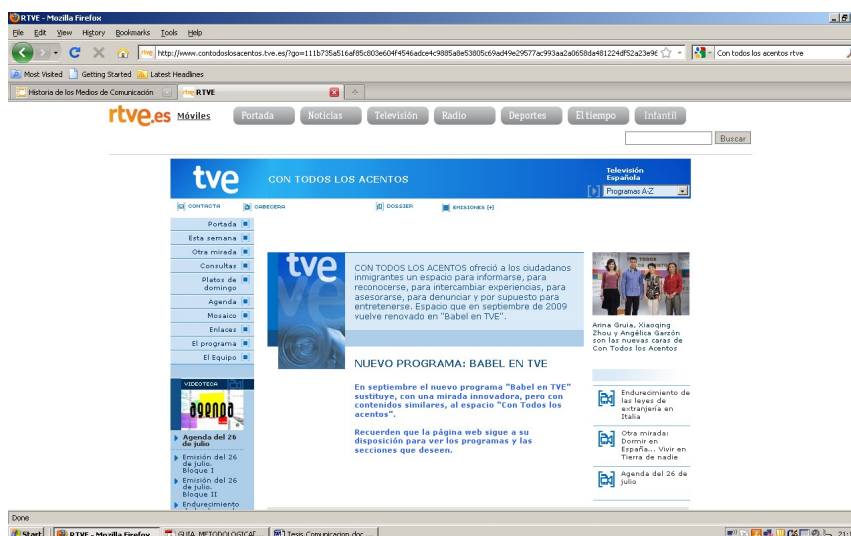 RTVE - Mozilla Firefox
File Edit View History Bookmarks Tools Help
Con todos los acentos rtve
Most Visited Getting Started Latest Headlines
Historia de los Medios de Comunicación RTVE
rtve.es Móviles Portada Noticias Televisión Radio Deportes El tiempo Infantil
Buscar
tve CON TODOS LOS ACENTOS
Televisión
Española
Programas A-Z
CONTACTA CABECERA DOSSIER EMISIONES [+]
Portada
Esta semana
Otra mirada
Consultas
Platos de
domingo
Agenda
Mosaico
Enlaces
El programa
El Equipo
VIDEOTECA
agenda
Agenda del 26
de julio
Emisión del 26
de julio.
Bloque I
Emisión del 26
de julio.
Bloque II
Endurecimiento
tve
CON TODOS LOS ACENTOS ofreció a los ciudadanos
inmigrantes un espacio para informarse, para
reconocerse, para intercambiar experiencias, para
asesorarse, para denunciar y por supuesto para
entretenerse. Espacio que en septiembre de 2009
vuelve renovado en "Babel en TVE".
NUEVO PROGRAMA: BABEL EN TVE
En septiembre el nuevo programa "Babel en TVE"
sustituye, con una mirada innovadora, pero con
contenidos similares, al espacio "Con Todos los
acentos".
Recuerden que la página web sigue a su
disposición para ver los programas y las
secciones que deseen.
Arina Gruia, Xiaoqing
Zhou y Angélica Garzón
son las nuevas caras de
Con Todos los Acentos
Endurecimiento de
las leyes de
extranjería en
Italia
Otra mirada:
Dormir en
España... Vivir en
Tierra de nadie
Agenda del 26 de
julio
Done
Start RTVE - Mozilla Firefox GUIA_METODOLOGICA[... Tesis Comunicacion.doc ...